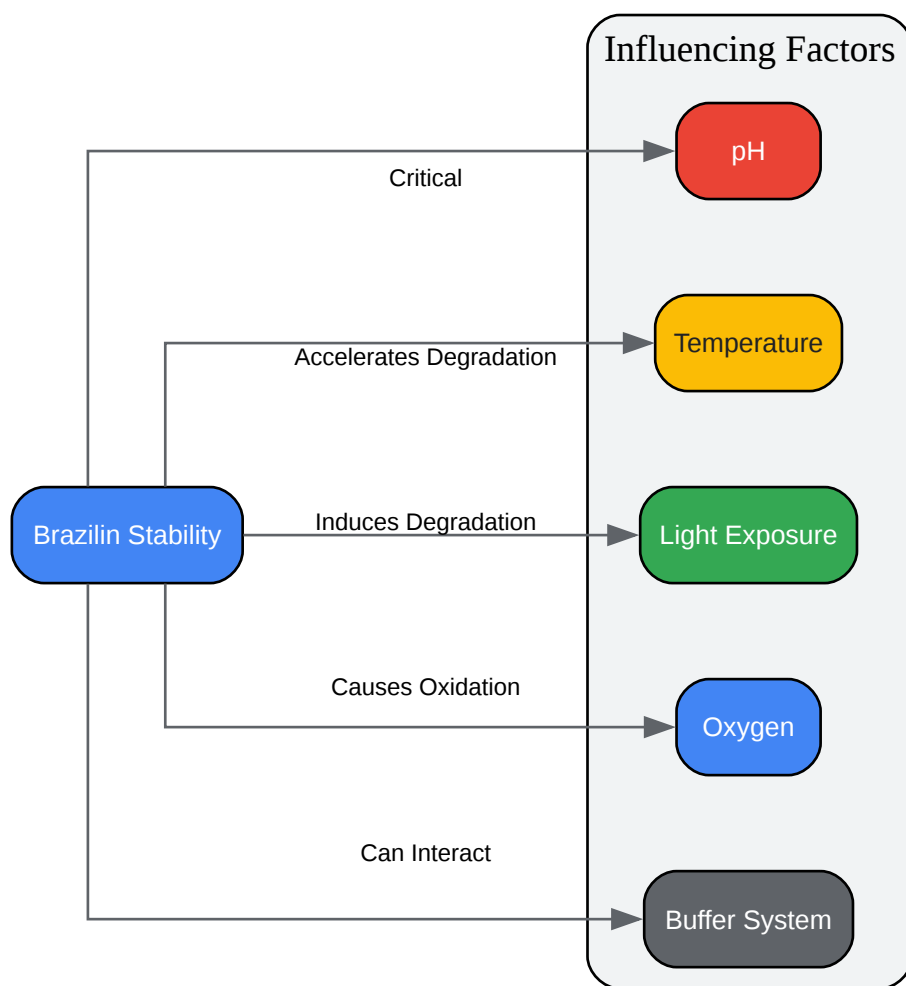 Influencing Factors
pH
Critical
Temperature
Accelerates Degradation
Brazilin Stability
Induces Degradation
Light Exposure
Causes Oxidation
Oxygen
Can Interact
Buffer System